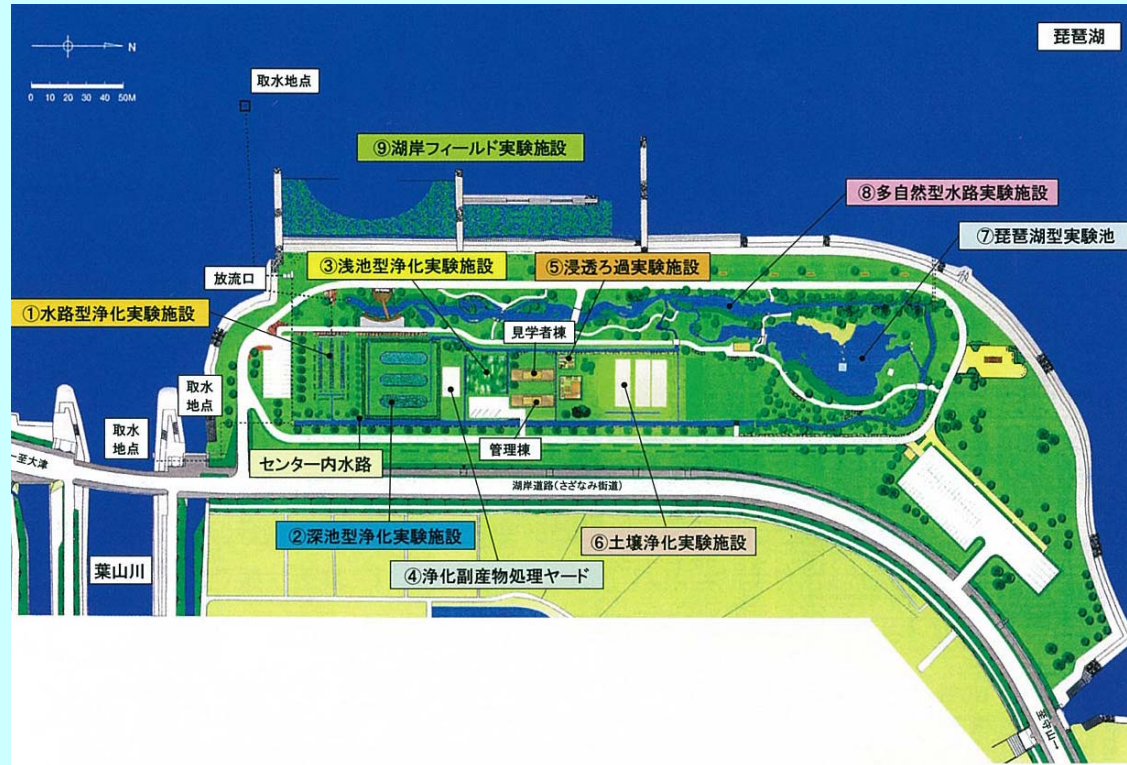 琵琶湖
N
0 10 20 30 40 50M
取水地点
⑨湖岸フィールド実験施設
⑧多自然型水路実験施設
⑦琵琶湖型実験池
放流口
③浅池型浄化実験施設
⑤浸透ろ過実験施設
①水路型浄化実験施設
見学者棟
取水
地点
取水
地点
管理棟
センター内水路
至大津
湖岸道路(さざなみ街道)
②深池型浄化実験施設
⑥土壌浄化実験施設
葉山川
④浄化副産物処理ヤード
至守山